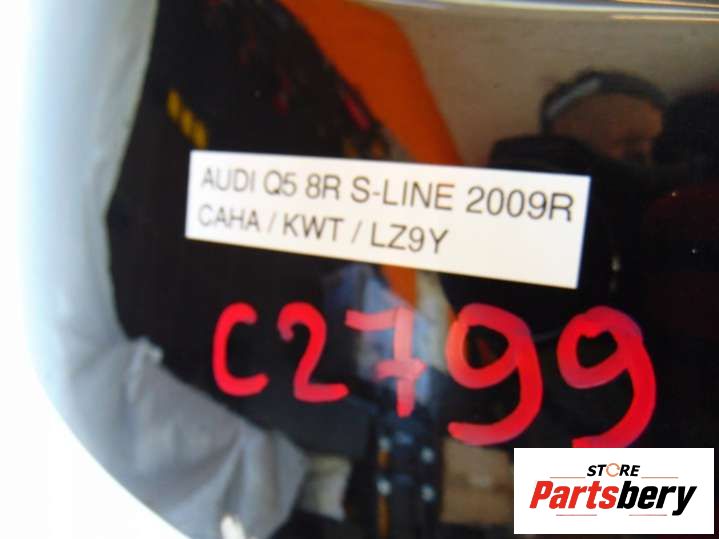 AUDI Q5 8R S-LINE 2009R
CAHA / KWT / LZ9Y
C2799
STORE
Partsbery